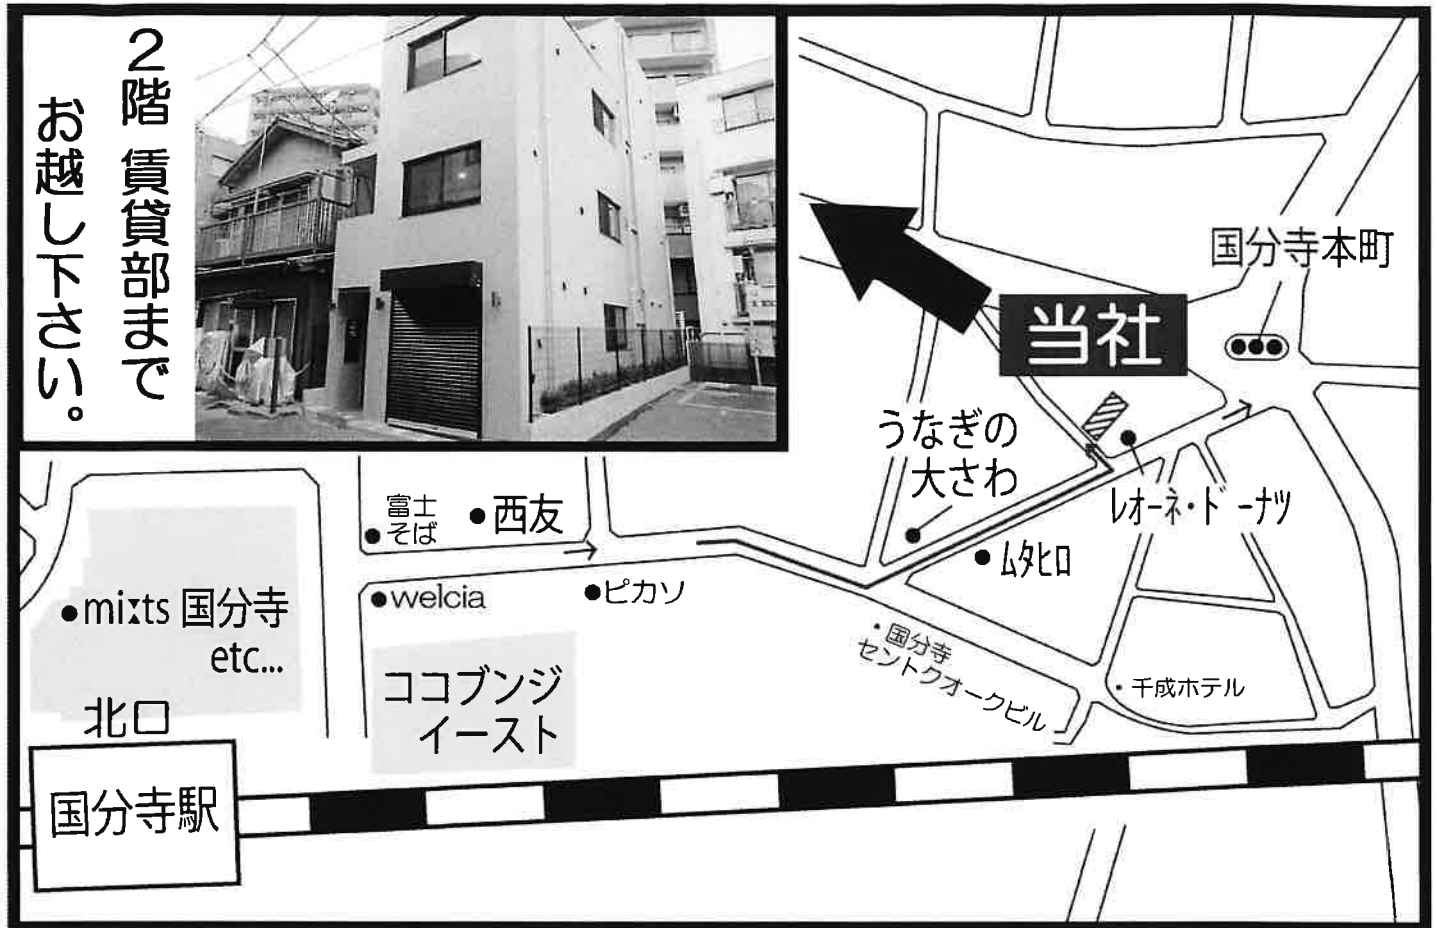 2階 賃貸部まで
お越し下さい。
国分寺本町
当社
うなぎの
大さわ
レオーネ・ドーナツ
ムタヒロ
富士
そば
西友
welcia
ピカソ
mixts 国分寺
etc...
北口
ココブンジ
イースト
国分寺
セントクオークビル
千成ホテル
国分寺駅